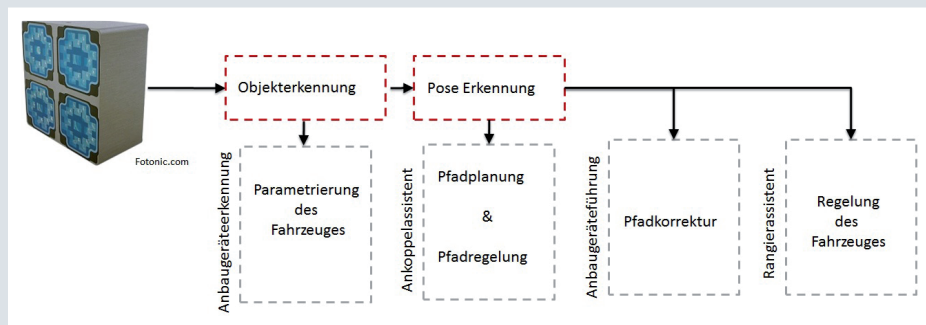 Fotonic.com
Objekterkennung
Pose Erkennung
Anbaugeräteerkennung
Parametrierung
des
Fahrzeuges
Ankoppelassistent
Pfadplanung
&
Pfadregelung
Anbaugeräteführung
Pfadkorrektur
Rangierassistent
Regelung
des
Fahrzeuges